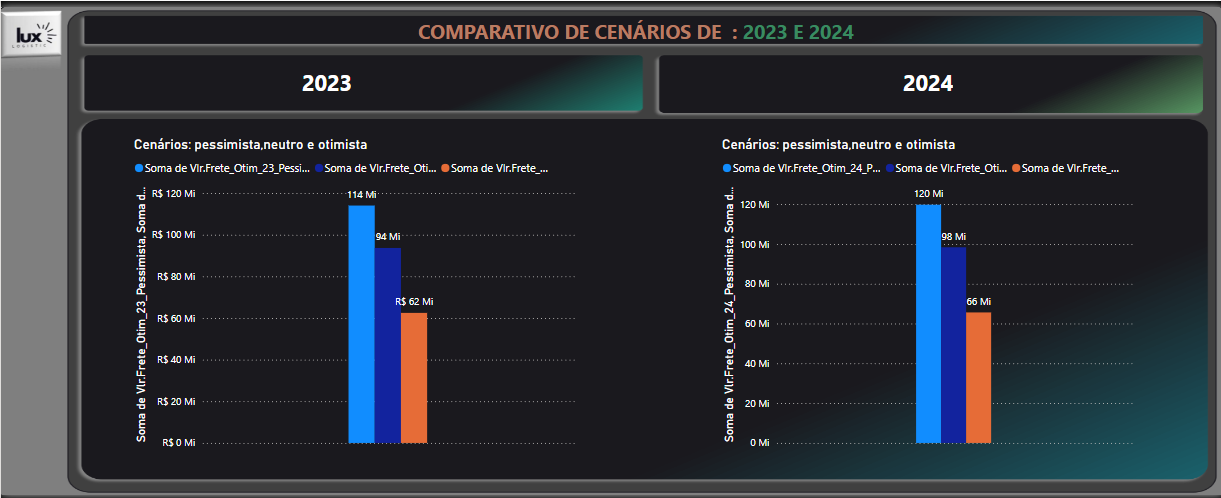 lux
LOGISTIC
COMPARATIVO DE CENÁRIOS DE : 2023 E 2024
2023
2024
Cenários: pessimista,neutro e otimista
Soma de Vlr.Frete_Otim_23_Pessi... Soma de Vlr.Frete_Oti... Soma de Vlr.Frete_...
Soma de Vlr.Frete_Otim_23_Pessimista, Soma d...
R$ 120 Mi
R$ 100 Mi
R$ 80 Mi
R$ 60 Mi
R$ 40 Mi
R$ 20 Mi
R$ 0 Mi
114 Mi
94 Mi
R$ 62 Mi
Cenários: pessimista,neutro e otimista
Soma de Vlr.Frete_Otim_24_P... Soma de Vlr.Frete_Oti... Soma de Vlr.Frete_...
Soma de Vlr.Frete_Otim_24_Pessimista, Soma d...
120 Mi
100 Mi
80 Mi
60 Mi
40 Mi
20 Mi
0 Mi
120 Mi
98 Mi
66 Mi